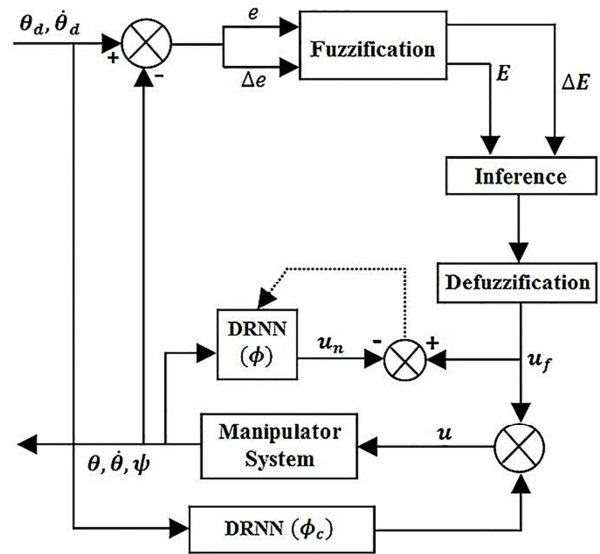 θ_d, θ̇_d
+
-
e
Δe
Fuzzification
E
ΔE
Inference
Defuzzification
DRNN
(ϕ)
u_n
-
+
u_f
Manipulator
System
u
θ, θ̇, ψ
DRNN (ϕ_c)